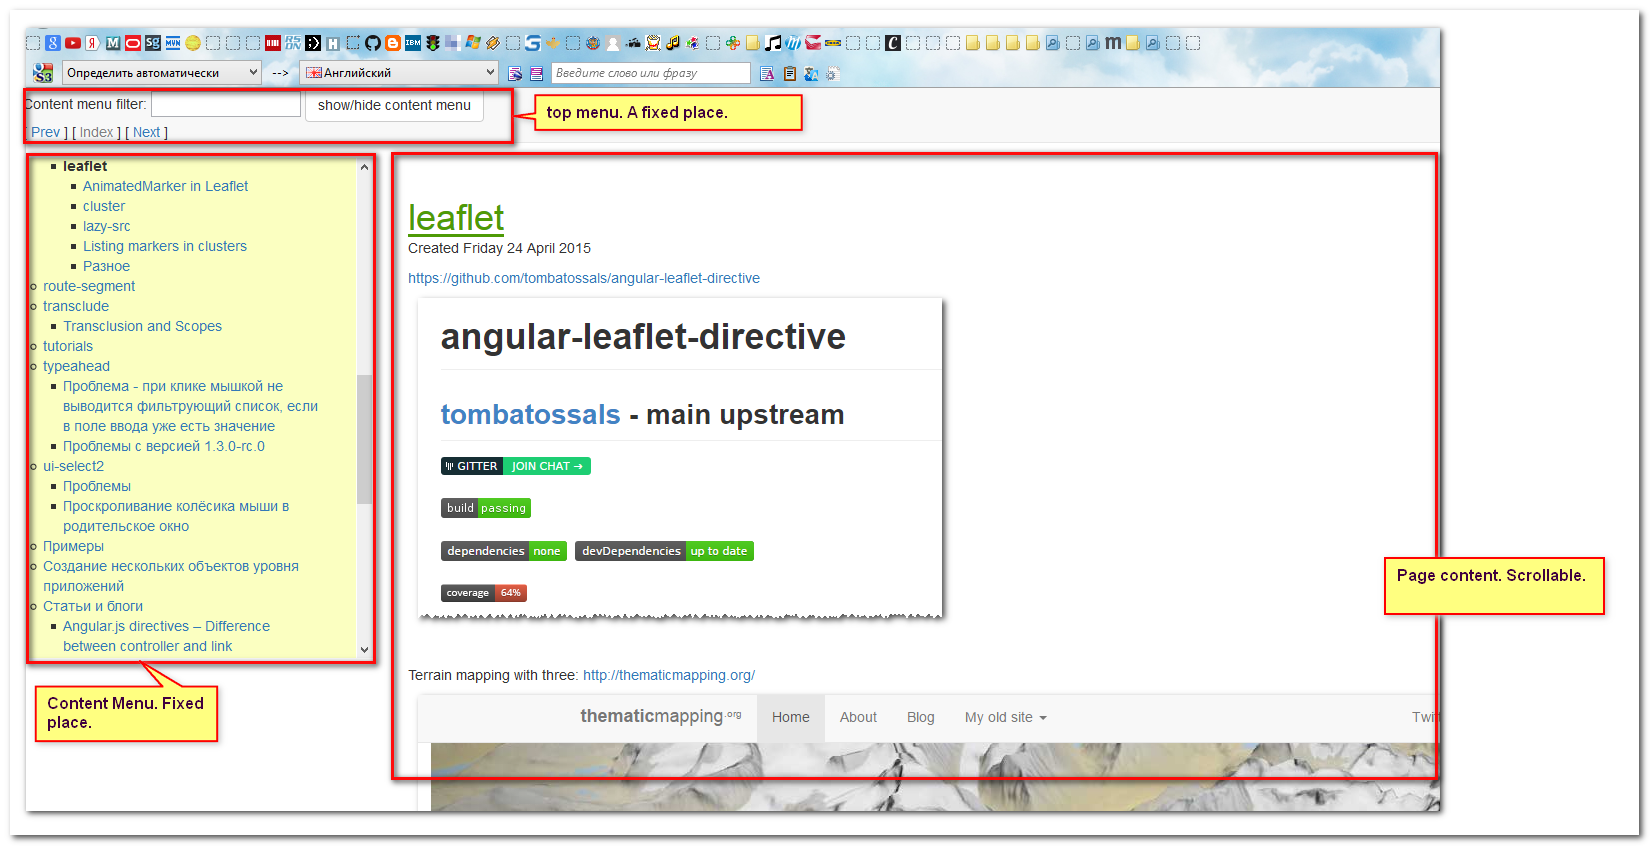 Определить автоматически
-->
Английский
Введите слово или фразу
Content menu filter:
show/hide content menu
[ Prev ] [ Index ] [ Next ]
top menu. A fixed place.
leaflet
AnimatedMarker in Leaflet
cluster
lazy-src
Listing markers in clusters
Разное
route-segment
transclude
Transclusion and Scopes
tutorials
typeahead
Проблема - при клике мышкой не
выводится фильтрующий список, если
в поле ввода уже есть значение
Проблемы с версией 1.3.0-rc.0
ui-select2
Проблемы
Проскроливание колёсика мыши в
родительское окно
Примеры
Создание нескольких объектов уровня
приложений
Статьи и блоги
Angular.js directives – Difference
between controller and link
Content Menu. Fixed
place.
leaflet
Created Friday 24 April 2015
https://github.com/tombatossals/angular-leaflet-directive
angular-leaflet-directive
tombatossals - main upstream
GITTER JOIN CHAT →
build passing
dependencies none devDependencies up to date
coverage 64%
Page content. Scrollable.
Terrain mapping with three: http://thematicmapping.org/
thematicmapping.org Home About Blog My old site